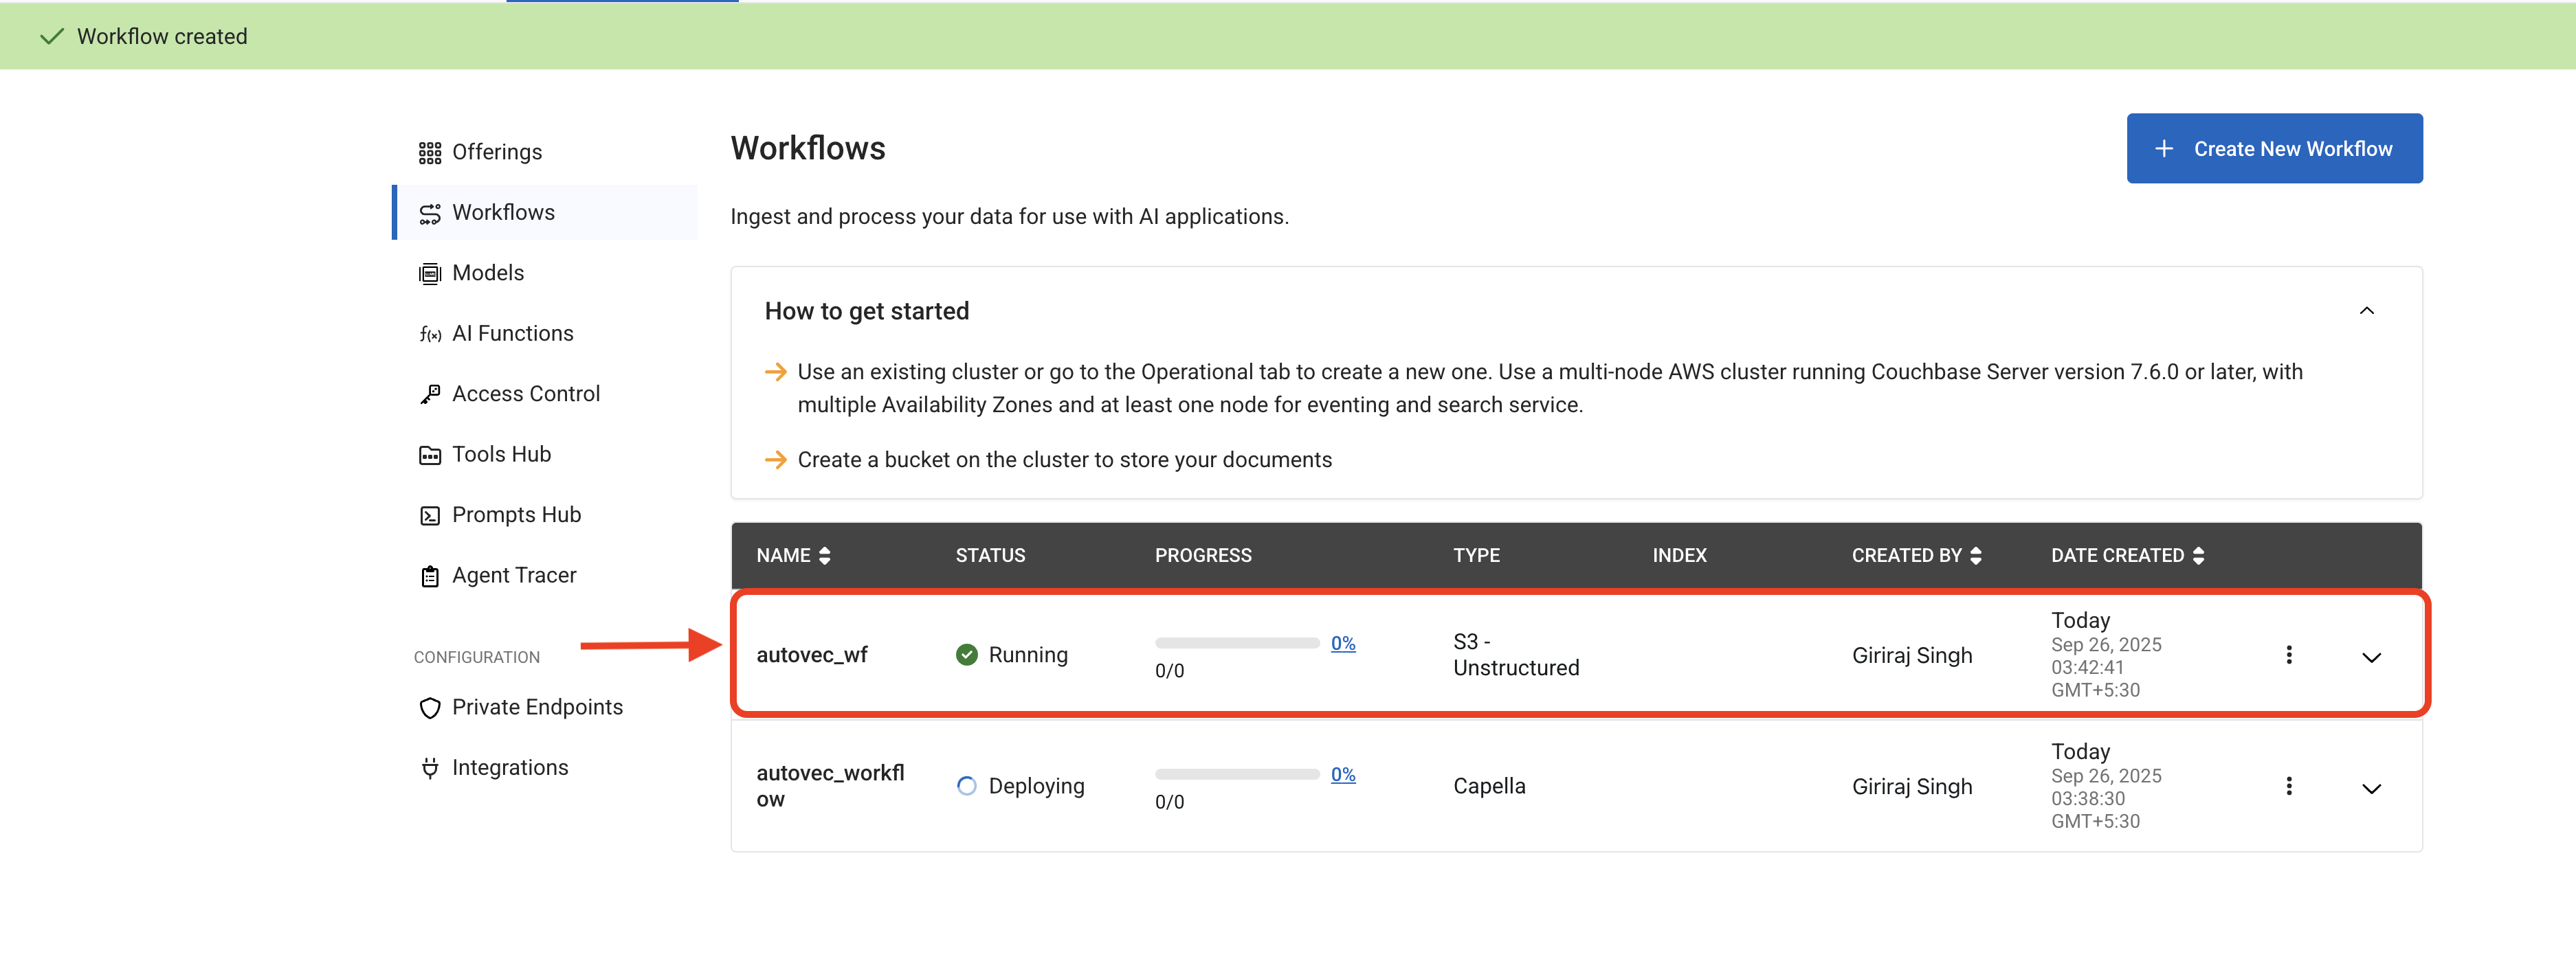 Workflow created
Offerings
Workflows
Models
f(x) AI Functions
Access Control
Tools Hub
Prompts Hub
Agent Tracer
CONFIGURATION
Private Endpoints
Integrations
Workflows
+ Create New Workflow
Ingest and process your data for use with AI applications.
How to get started
Use an existing cluster or go to the Operational tab to create a new one. Use a multi-node AWS cluster running Couchbase Server version 7.6.0 or later, with
multiple Availability Zones and at least one node for eventing and search service.
Create a bucket on the cluster to store your documents
NAME STATUS PROGRESS TYPE INDEX CREATED BY DATE CREATED
autovec_wf
Running
0%
0/0
S3 -
Unstructured
Giriraj Singh
Today
Sep 26, 2025
03:42:41
GMT+5:30
autovec_workfl
ow
Deploying
0%
0/0
Capella
Giriraj Singh
Today
Sep 26, 2025
03:38:30
GMT+5:30